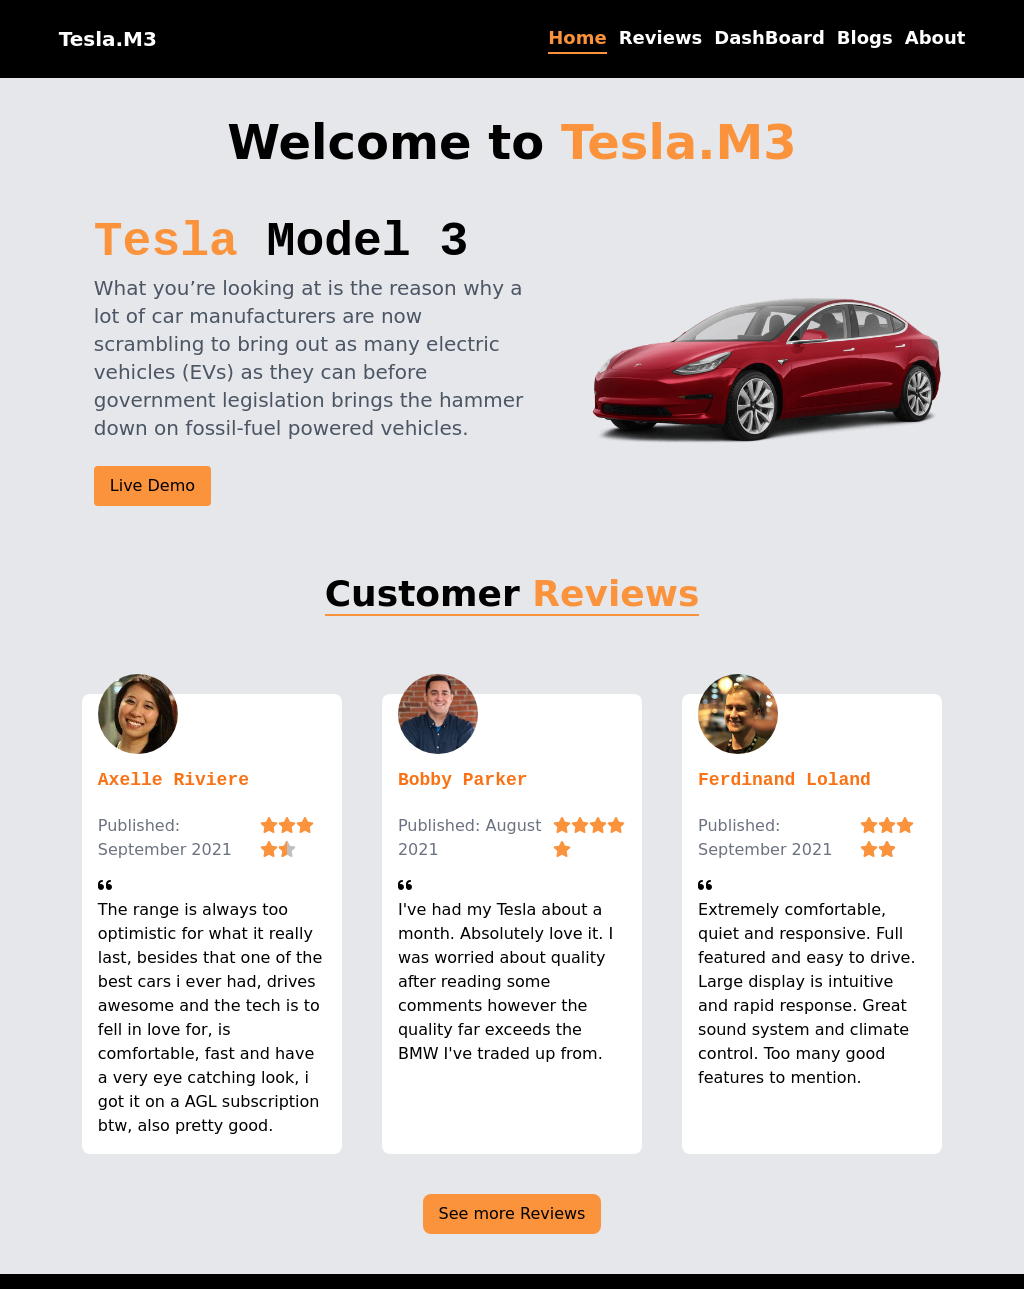 Tesla.M3
Home Reviews DashBoard Blogs About
Welcome to Tesla.M3
Tesla Model 3
What you’re looking at is the reason why a
lot of car manufacturers are now
scrambling to bring out as many electric
vehicles (EVs) as they can before
government legislation brings the hammer
down on fossil-fuel powered vehicles.
Live Demo
Customer Reviews
Axelle Riviere
Published:
September 2021
The range is always too
optimistic for what it really
last, besides that one of the
best cars i ever had, drives
awesome and the tech is to
fell in love for, is
comfortable, fast and have
a very eye catching look, i
got it on a AGL subscription
btw, also pretty good.
Bobby Parker
Published: August
2021
I've had my Tesla about a
month. Absolutely love it. I
was worried about quality
after reading some
comments however the
quality far exceeds the
BMW I've traded up from.
Ferdinand Loland
Published:
September 2021
Extremely comfortable,
quiet and responsive. Full
featured and easy to drive.
Large display is intuitive
and rapid response. Great
sound system and climate
control. Too many good
features to mention.
See more Reviews